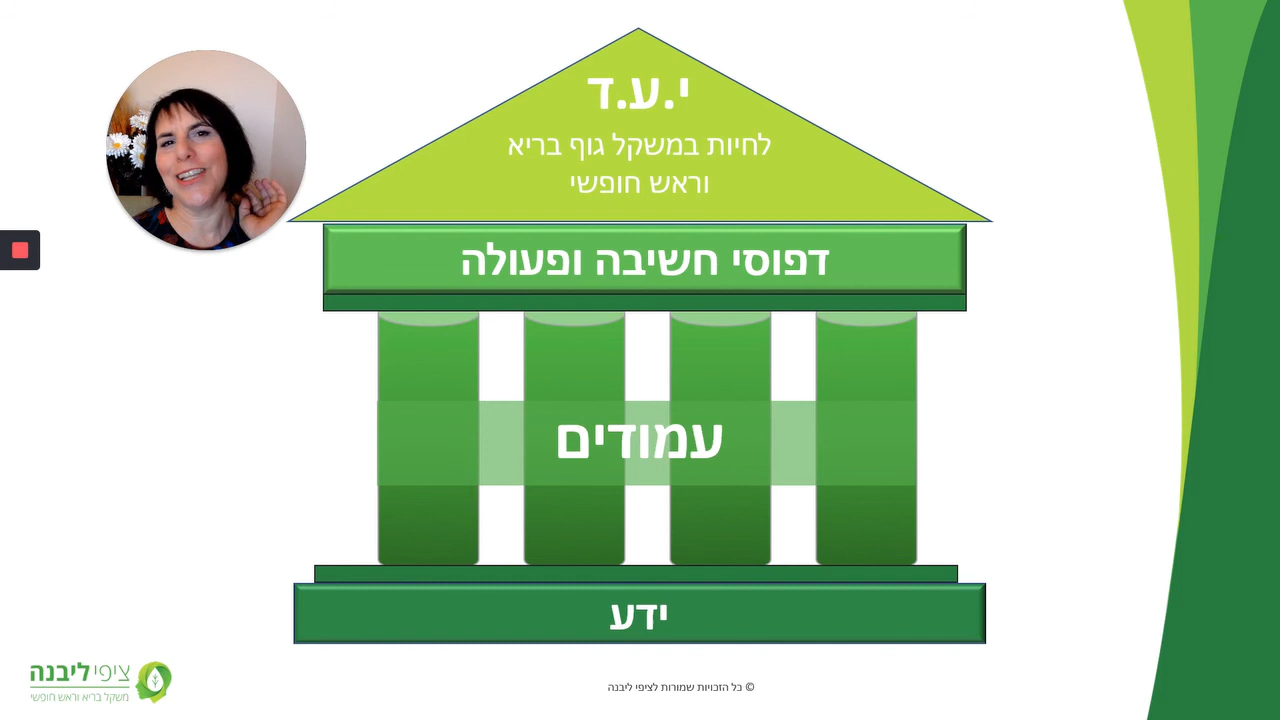 י.ע.ד
לחיות במשקל גוף בריא
וראש חופשי
דפוסי חשיבה ופעולה
עמודים
ידע
ציפי ליבנה
משקל בריא וראש חופשי
© כל הזכויות שמורות לציפי ליבנה